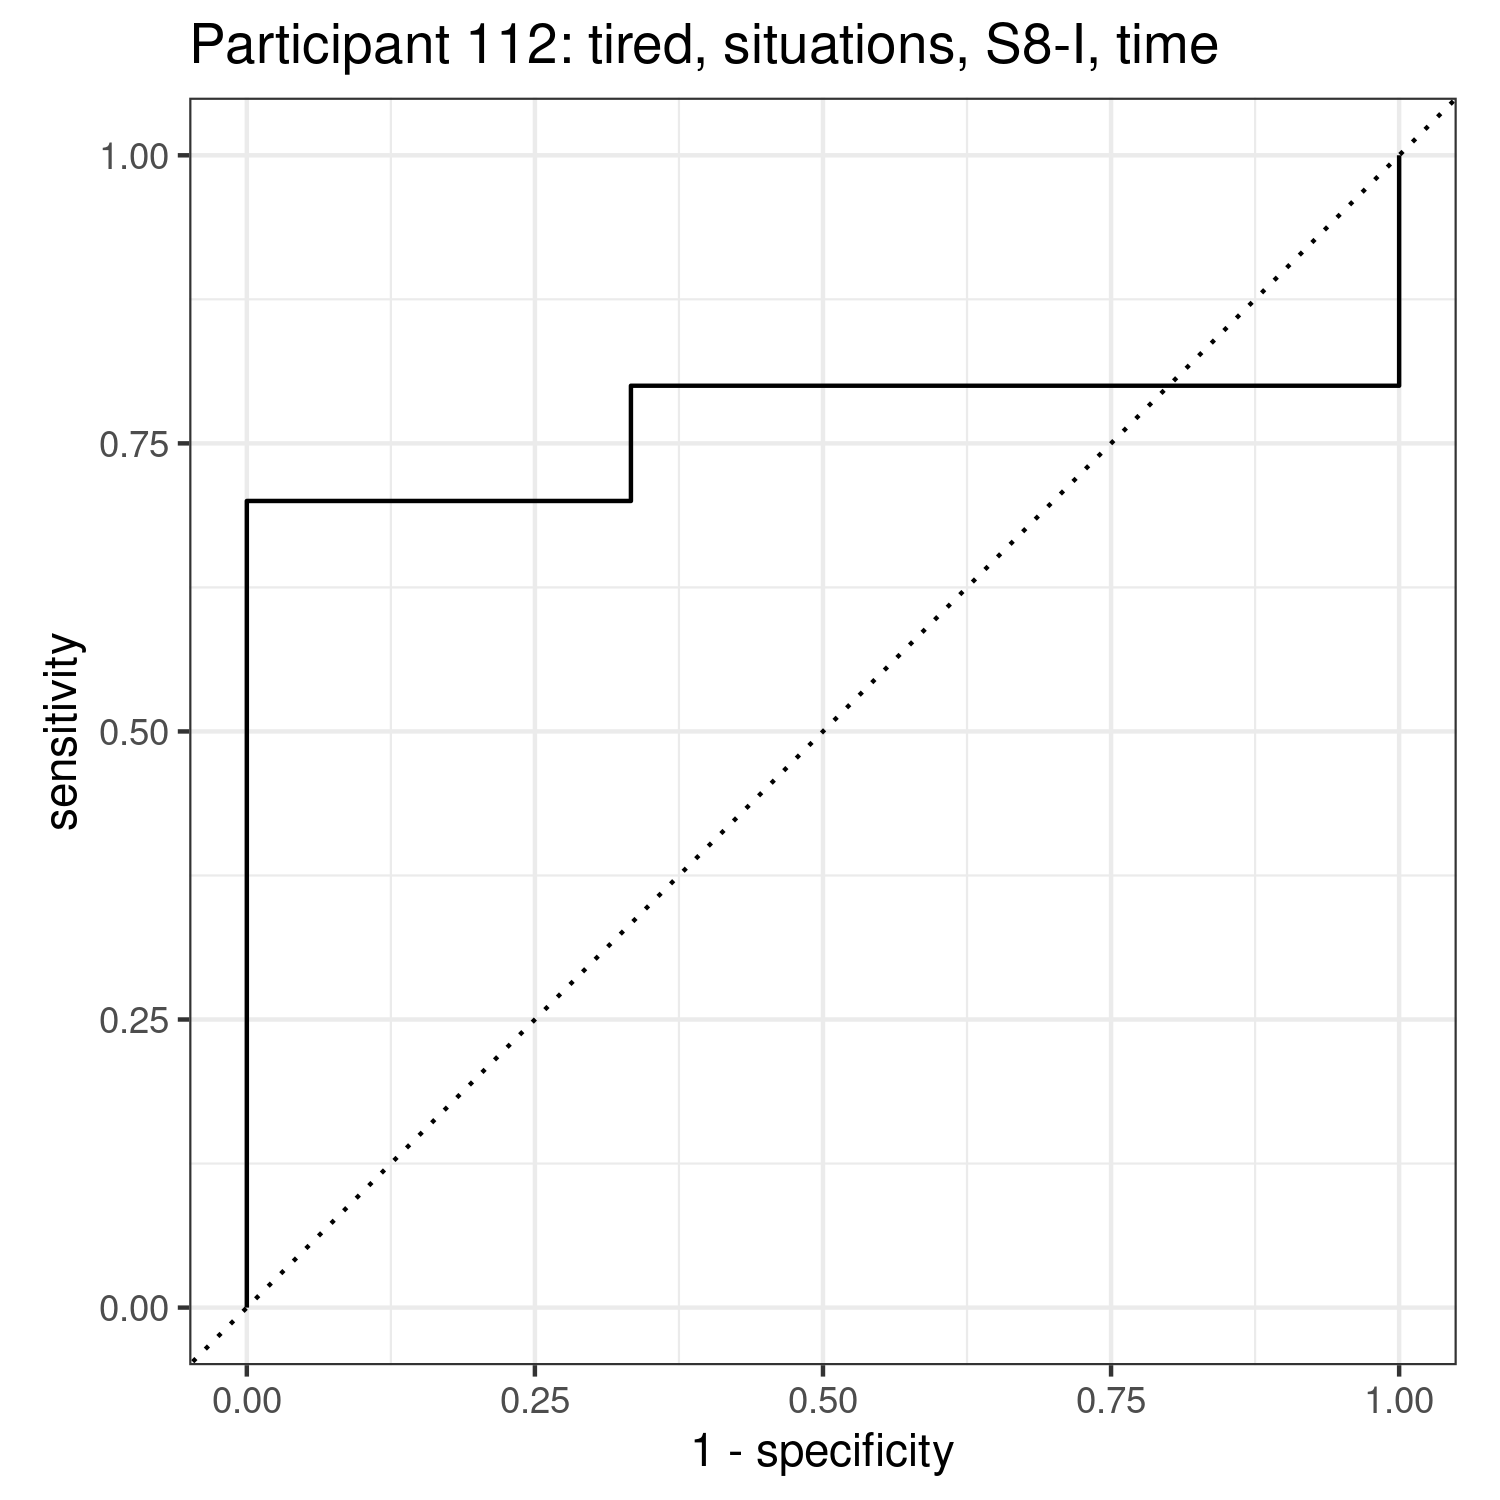 Participant 112: tired, situations, S8-I, time
1.00
0.75
0.50
0.25
0.00
sensitivity
0.00 0.25 0.50 0.75 1.00
1 - specificity